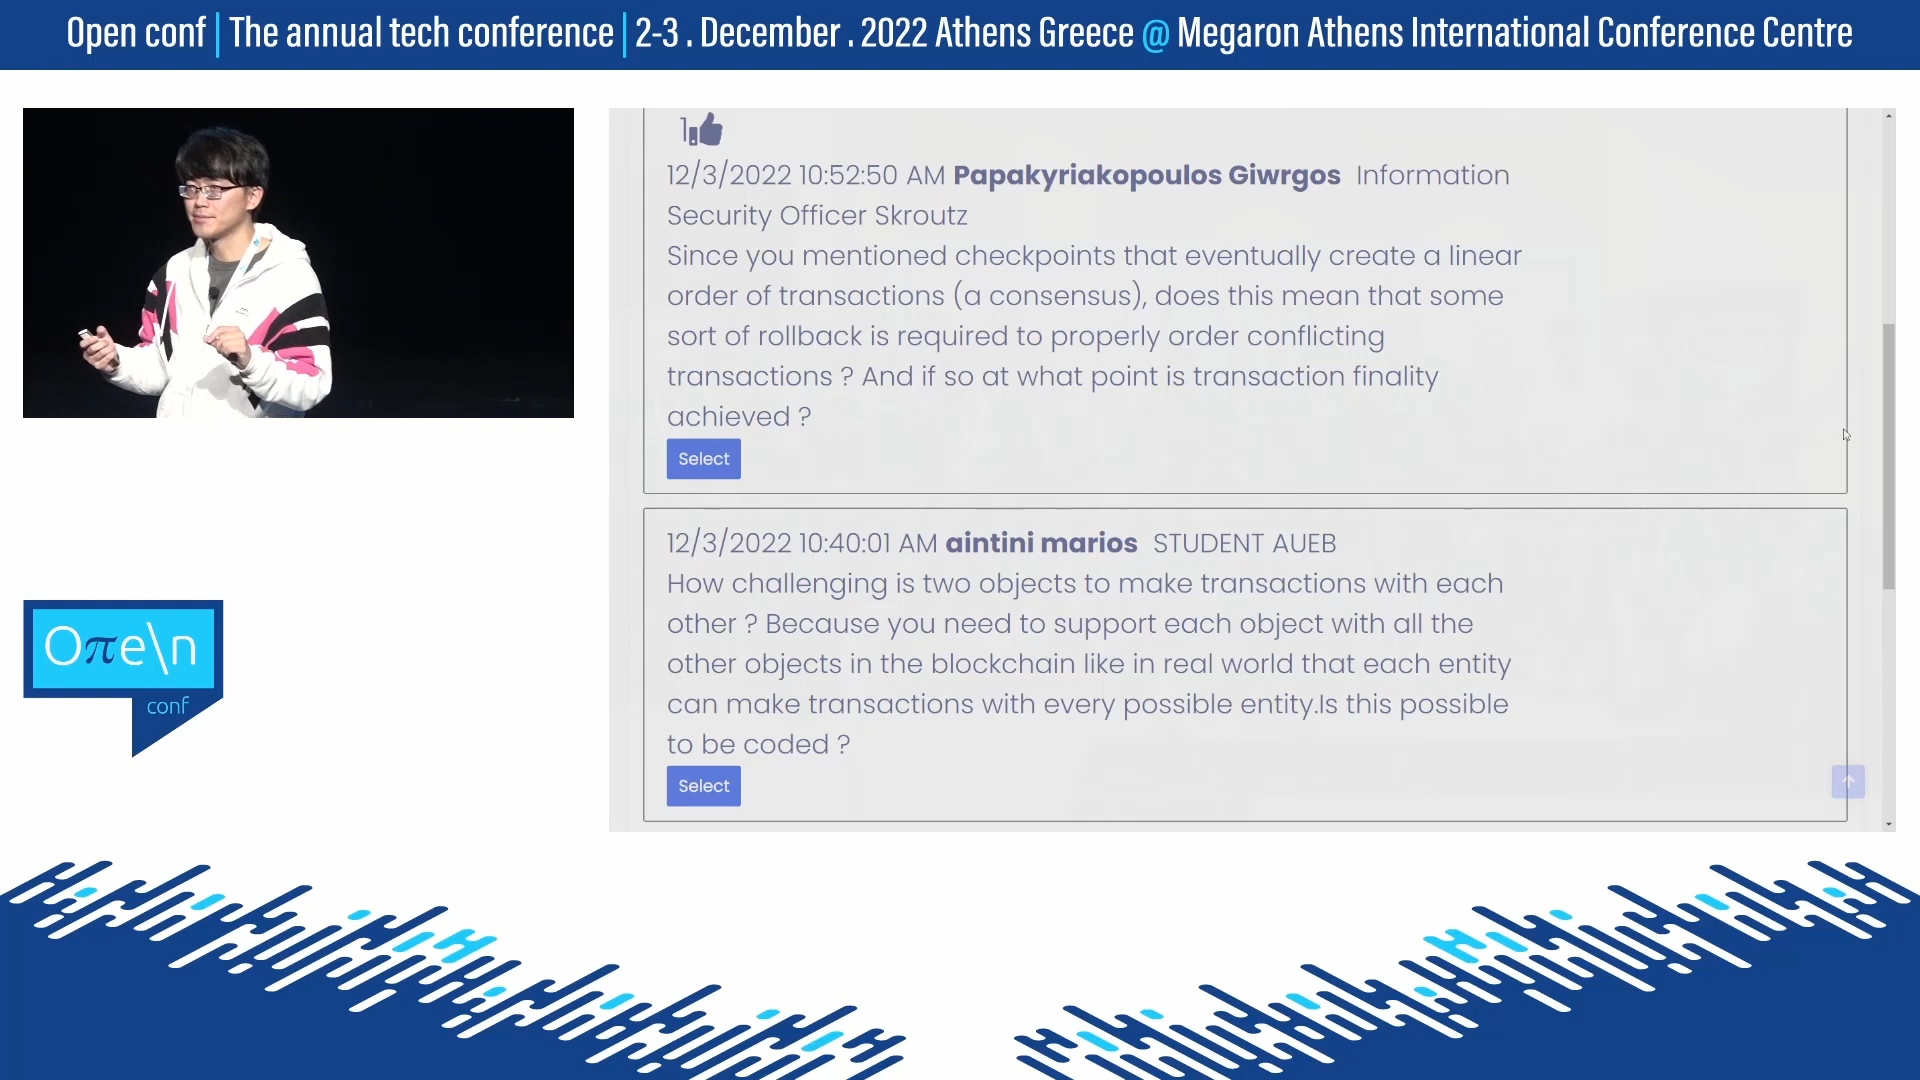 Open conf | The annual tech conference | 2-3 . December . 2022 Athens Greece @ Megaron Athens International Conference Centre
1
12/3/2022 10:52:50 AM Papakyriakopoulos Giwrgos Information
Security Officer Skroutz
Since you mentioned checkpoints that eventually create a linear
order of transactions (a consensus), does this mean that some
sort of rollback is required to properly order conflicting
transactions ? And if so at what point is transaction finality
achieved ?
Select
12/3/2022 10:40:01 AM aintini marios STUDENT AUEB
How challenging is two objects to make transactions with each
other ? Because you need to support each object with all the
other objects in the blockchain like in real world that each entity
can make transactions with every possible entity.Is this possible
to be coded ?
Select
Oπe\n
conf